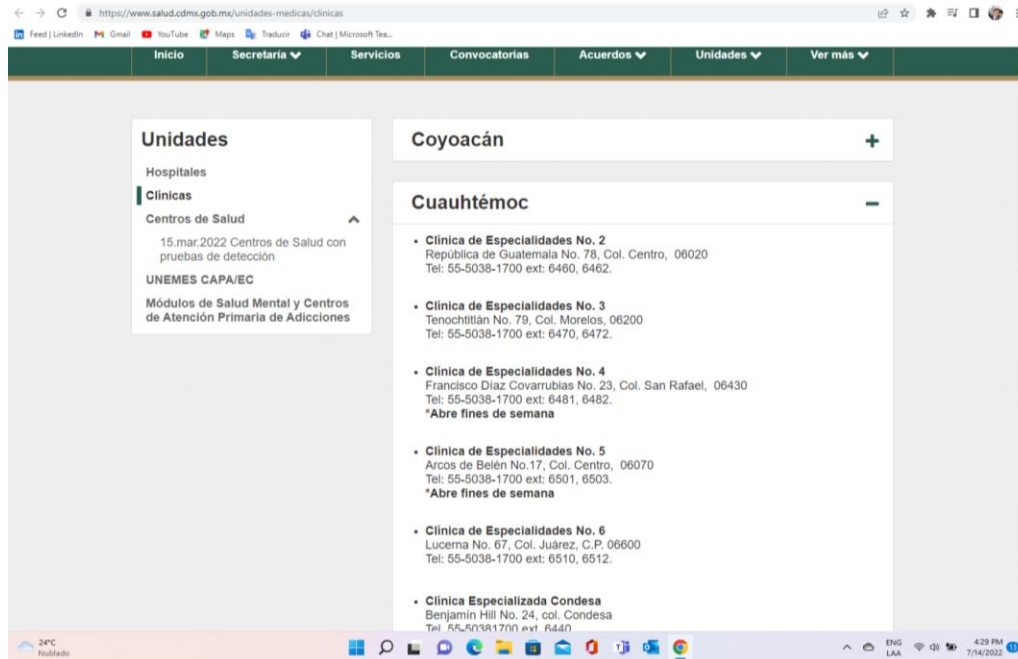 https://www.salud.cdmx.gob.mx/unidades-medicas/clinicas
Feed | LinkedIn Gmail YouTube Maps Traducir Chat | Microsoft Tea...
Inicio Secretaría Servicios Convocatorias Acuerdos Unidades Ver más
Unidades
Hospitales
Clínicas
Centros de Salud
15.mar.2022 Centros de Salud con
pruebas de detección
UNEMES CAPA/EC
Módulos de Salud Mental y Centros
de Atención Primaria de Adicciones
Coyoacán
Cuauhtémoc
• Clínica de Especialidades No. 2
República de Guatemala No. 78, Col. Centro, 06020
Tel: 55-5038-1700 ext: 6460, 6462.
• Clínica de Especialidades No. 3
Tenochtitlán No. 79, Col. Morelos, 06200
Tel: 55-5038-1700 ext: 6470, 6472.
• Clínica de Especialidades No. 4
Francisco Díaz Covarrubias No. 23, Col. San Rafael, 06430
Tel: 55-5038-1700 ext: 6481, 6482.
*Abre fines de semana
• Clínica de Especialidades No. 5
Arcos de Belén No.17, Col. Centro, 06070
Tel: 55-5038-1700 ext: 6501, 6503.
*Abre fines de semana
• Clínica de Especialidades No. 6
Lucerna No. 67, Col. Juárez, C.P. 06600
Tel: 55-5038-1700 ext: 6510, 6512.
• Clínica Especializada Condesa
Benjamín Hill No. 24, col. Condesa
Tel. 55-50381700 ext. 6440
24°C
Nublado
ENG
LAA
4:29 PM
7/14/2022
13